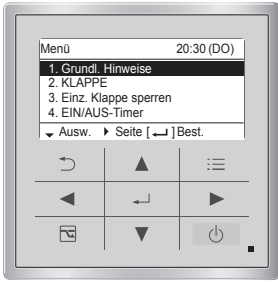 Menü 20:30 (DO)
1. Grundl. Hinweise
2. KLAPPE
3. Einz. Klappe sperren
4. EIN/AUS-Timer
Ausw. Seite [ ] Best.